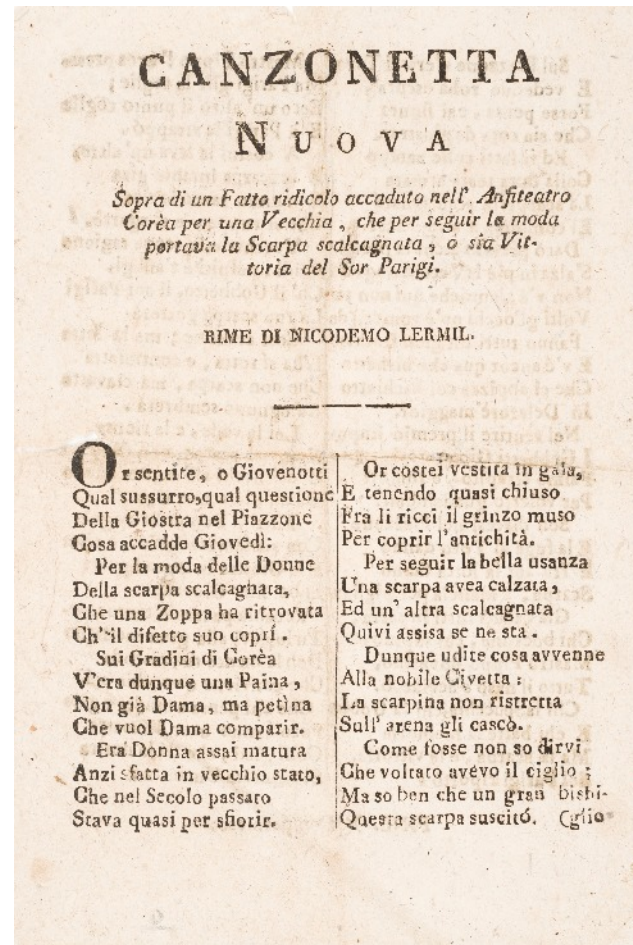 CANZONETTA
NUOVA
Sopra di un Fatto ridicolo accaduto nell' Anfiteatro
Corèa per una Vecchia, che per seguir la moda
portava la Scarpa scalcagnata, o sia Vit-
toria del Sor Parigi.
RIME DI NICODEMO LERMIL.
Or sentite, o Giovenotti
Qual sussurro, qual questione
Della Giostra nel Piazzone
Cosa accadde Giovedì:
Per la moda delle Donne
Della scarpa scalcagnata,
Che una Zoppa ha ritrovata
Ch' il difetto suo coprí.
Sui Gradini di Corèa
V'era dunque una Paina,
Non già Dama, ma petìna
Che vuol Dama comparir.
Era Donna assai matura
Anzi sfatta in vecchio stato,
Che nel Secolo passato
Stava quasi per sfiorir.
Or costei vestita in gala,
E tenendo quasi chiuso
Fra li ricci il grinzo muso
Per coprir l'antichità.
Per seguir la bella usanza
Una scarpa avea calzata,
Ed un' altra scalcagnata
Quivi assisa se ne sta.
Dunque udite cosa avvenne
Alla nobile Civetta:
La scarpina non ristretta
Sull' arena gli cascò.
Come fosse non so dirvi
Che voltato avévo il ciglio;
Ma so ben che un gran bisbi-
Questa scarpa suscitó. (glio